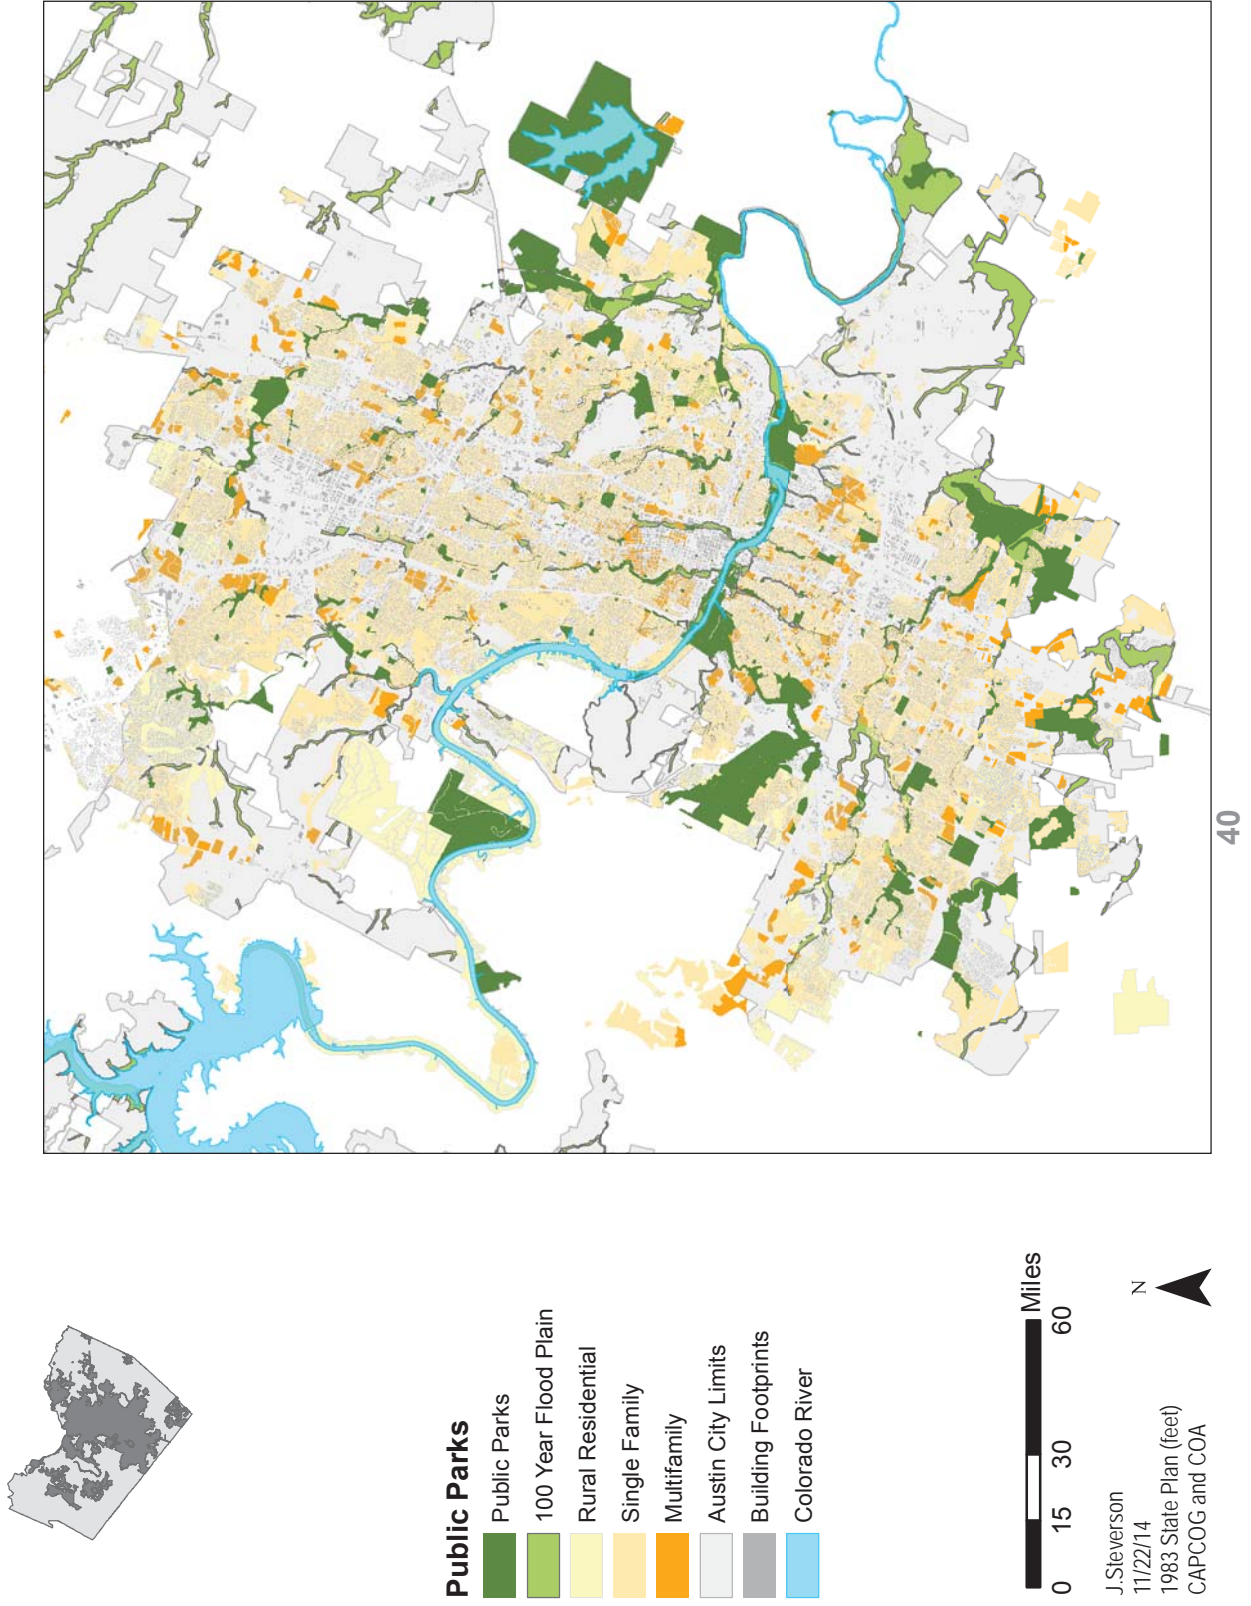 Public Parks
Public Parks
100 Year Flood Plain
Rural Residential
Single Family
Multifamily
Austin City Limits
Building Footprints
Colorado River
0 15 30 60
Miles
J.Steverson
11/22/14
1983 State Plan (feet)
CAPCOG and COA
N
40